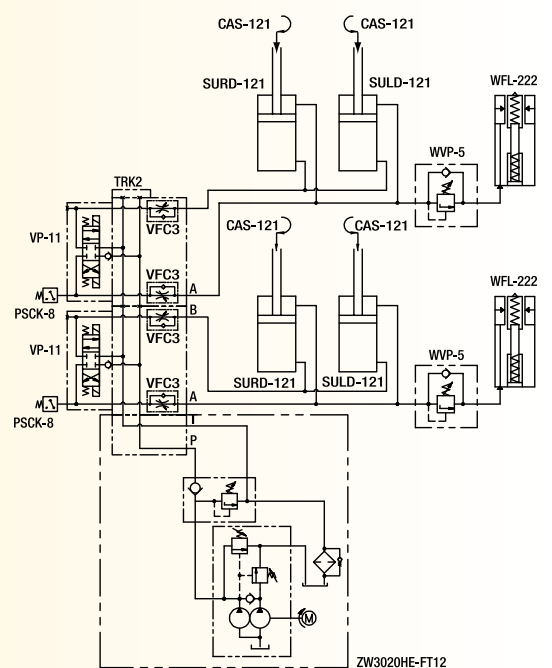 CAS-121
CAS-121
SURD-121
SULD-121
WFL-222
WVP-5
TRK2
VFC3
VP-11
CAS-121
CAS-121
VFC3
A
PSCK-8
B
WFL-222
VFC3
VP-11
WVP-5
VFC3
A
SURD-121
SULD-121
PSCK-8
T
P
M
ZW3020HE-FT12